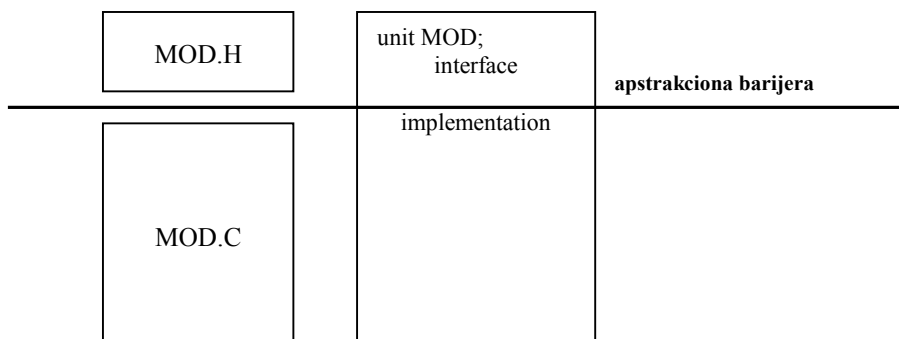 MOD.H
unit MOD;
interface
apstrakciona barijera
implementation
MOD.C